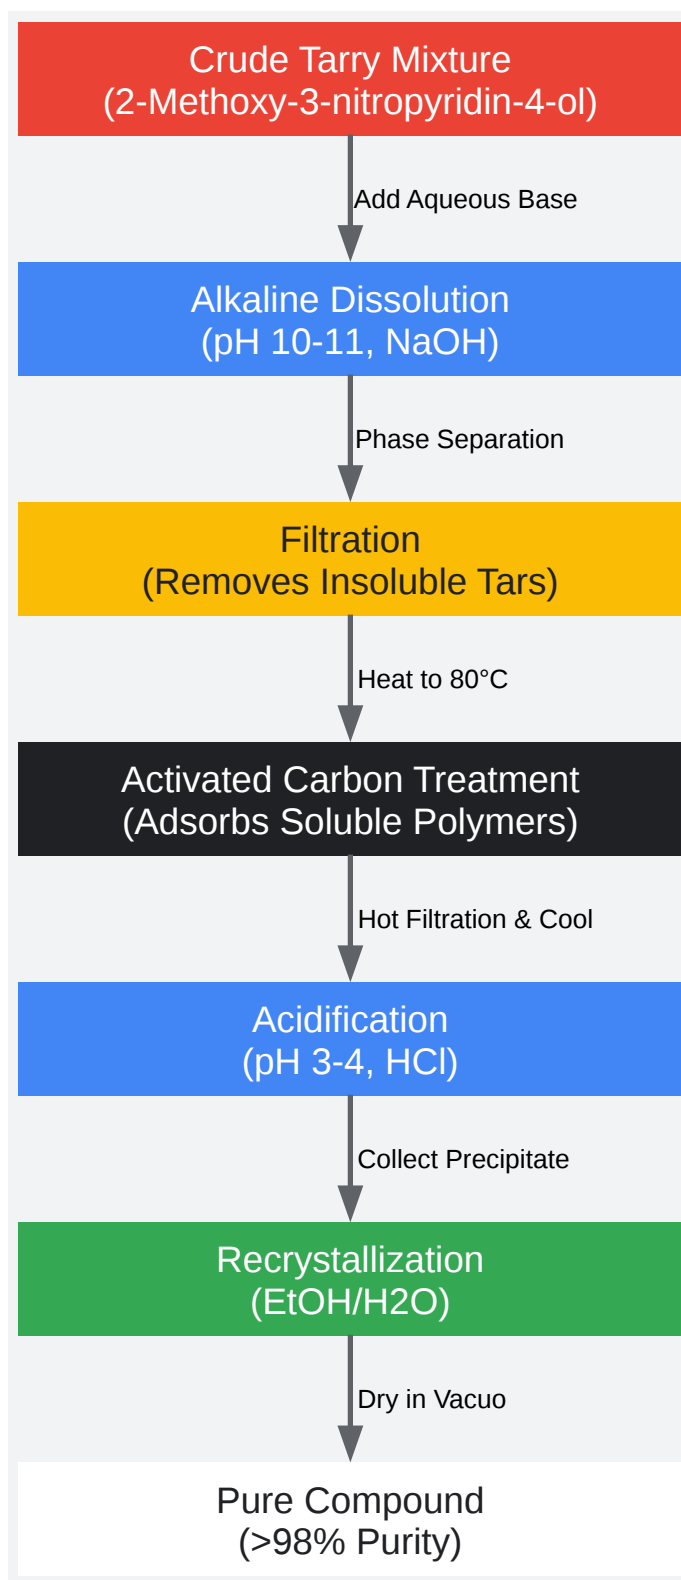 Crude Tarry Mixture
(2-Methoxy-3-nitropyridin-4-ol)
Add Aqueous Base
Alkaline Dissolution
(pH 10-11, NaOH)
Phase Separation
Filtration
(Removes Insoluble Tars)
Heat to 80°C
Activated Carbon Treatment
(Adsorbs Soluble Polymers)
Hot Filtration & Cool
Acidification
(pH 3-4, HCl)
Collect Precipitate
Recrystallization
(EtOH/H2O)
Dry in Vacuo
Pure Compound
(>98% Purity)